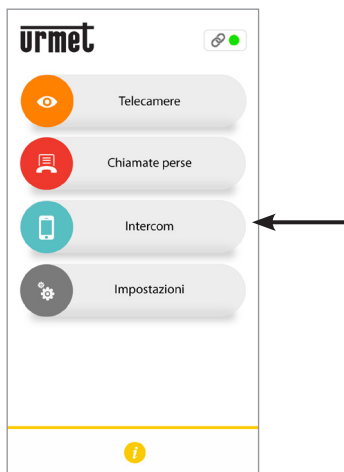 urmet
Telecamere
Chiamate perse
Intercom
Impostazioni
i